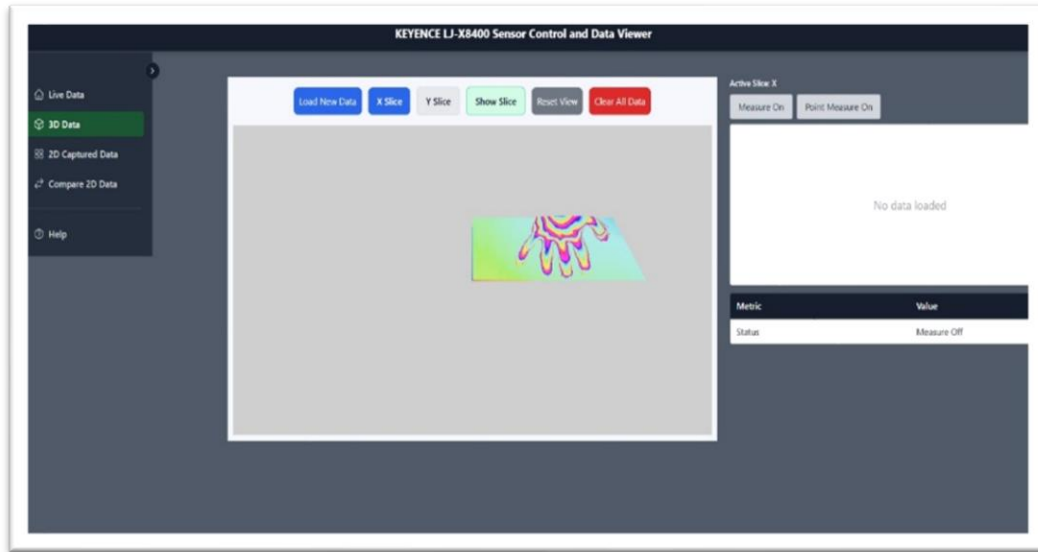 KEYENCE LJ-X8400 Sensor Control and Data Viewer
Live Data
3D Data
2D Captured Data
Compare 2D Data
Help
Load New Data
X Slice
Y Slice
Show Slice
Reset View
Clear All Data
Active Slice: X
Measure On
Point Measure On
No data loaded
Metric Value
Status Measure Off